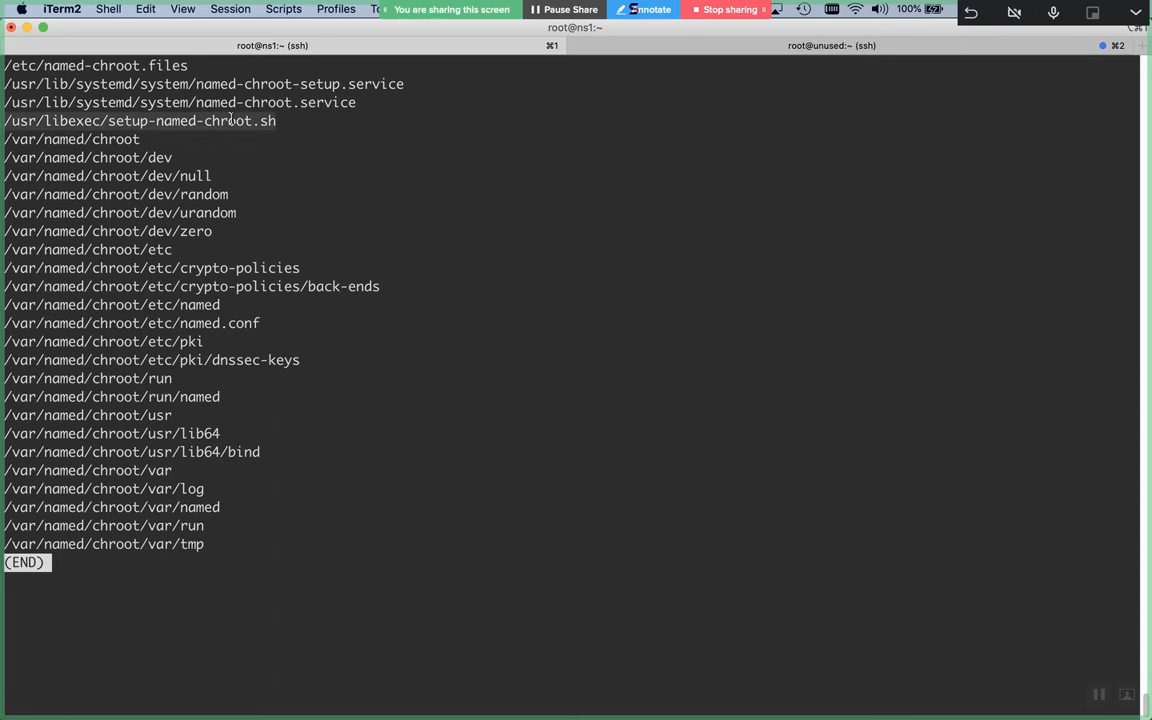 iTerm2 Shell Edit View Session Scripts Profiles To You are sharing this screen Pause Share Annotate Stop sharing 100%
root@ns1:~
root@ns1:~ (ssh) ⌘1 root@unused:~ (ssh) ⌘2
/etc/named-chroot.files
/usr/lib/systemd/system/named-chroot-setup.service
/usr/lib/systemd/system/named-chroot.service
/usr/libexec/setup-named-chroot.sh
/var/named/chroot
/var/named/chroot/dev
/var/named/chroot/dev/null
/var/named/chroot/dev/random
/var/named/chroot/dev/urandom
/var/named/chroot/dev/zero
/var/named/chroot/etc
/var/named/chroot/etc/crypto-policies
/var/named/chroot/etc/crypto-policies/back-ends
/var/named/chroot/etc/named
/var/named/chroot/etc/named.conf
/var/named/chroot/etc/pki
/var/named/chroot/etc/pki/dnssec-keys
/var/named/chroot/run
/var/named/chroot/run/named
/var/named/chroot/usr
/var/named/chroot/usr/lib64
/var/named/chroot/usr/lib64/bind
/var/named/chroot/var
/var/named/chroot/var/log
/var/named/chroot/var/named
/var/named/chroot/var/run
/var/named/chroot/var/tmp
(END)